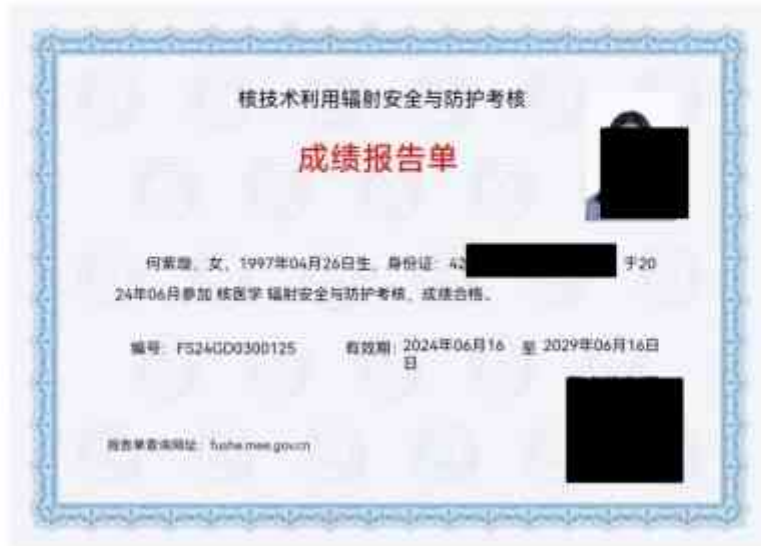 核技术利用辐射安全与防护考核
成绩报告单
何紫璇，女，1997年04月26日生，身份证：42 于20
24年06月参加 核医学 辐射安全与防护考核，成绩合格。
编号：FS24GD0300125 有效期：2024年06月16日 至 2029年06月16日
报告单查询网址：fushe.mee.gov.cn